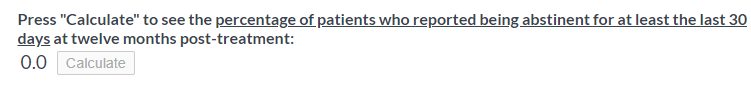 Press "Calculate" to see the percentage of patients who reported being abstinent for at least the last 30
days at twelve months post-treatment:
0.0 Calculate